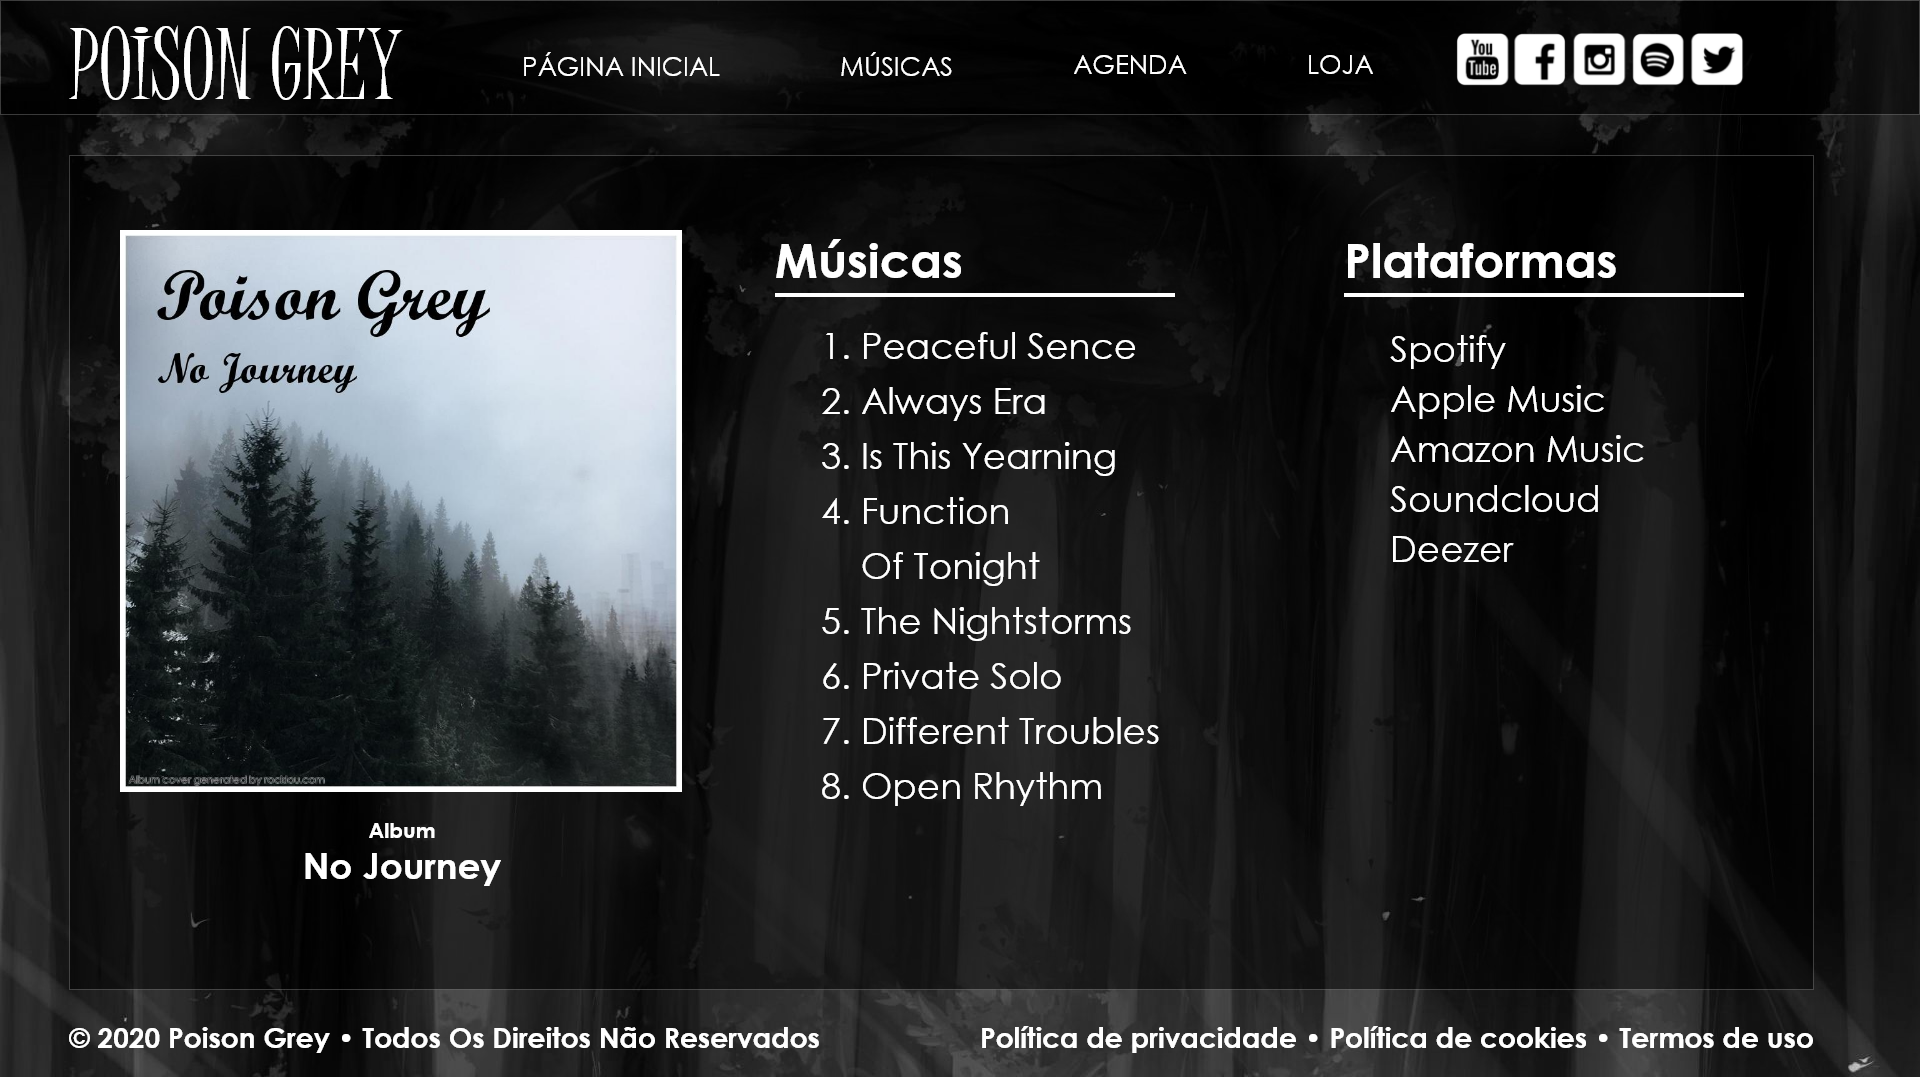 POISON GREY
PÁGINA INICIAL
MÚSICAS
AGENDA
LOJA
You
Tube
Poison Grey
No Journey
Album cover generated by rocklou.com
Album
No Journey
Músicas
1. Peaceful Sence
2. Always Era
3. Is This Yearning
4. Function
Of Tonight
5. The Nightstorms
6. Private Solo
7. Different Troubles
8. Open Rhythm
Plataformas
Spotify
Apple Music
Amazon Music
Soundcloud
Deezer
© 2020 Poison Grey • Todos Os Direitos Não Reservados
Política de privacidade • Política de cookies • Termos de uso